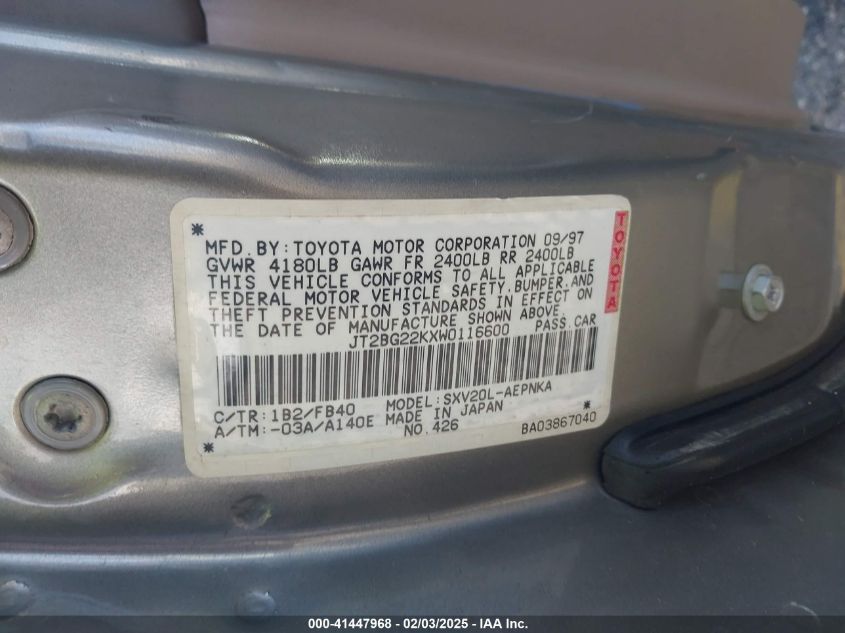 * MFD. BY: TOYOTA MOTOR CORPORATION 09/97
GVWR 4180LB GAWR FR 2400LB RR 2400LB
THIS VEHICLE CONFORMS TO ALL APPLICABLE
FEDERAL MOTOR VEHICLE SAFETY, BUMPER, AND
THEFT PREVENTION STANDARDS IN EFFECT ON
THE DATE OF MANUFACTURE SHOWN ABOVE.
JT2BG22KXW0116600 PASS. CAR
C/TR: 1B2/FB40 MODEL: SXV20L-AEPNKA
A/TM: -03A/A140E MADE IN JAPAN
* NO. 426 BA03867040 *
TOYOTA
000-41447968 - 02/03/2025 - IAA Inc.